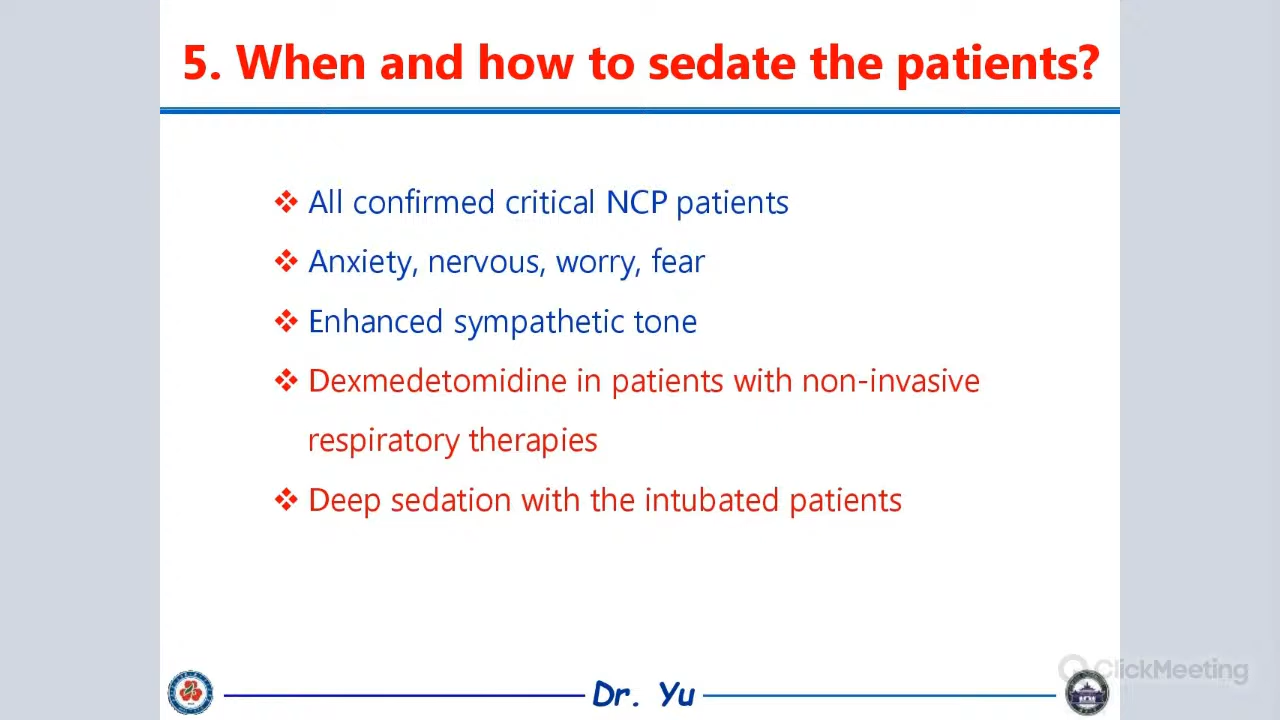 5. When and how to sedate the patients?
❖ All confirmed critical NCP patients
❖ Anxiety, nervous, worry, fear
❖ Enhanced sympathetic tone
❖ Dexmedetomidine in patients with non-invasive
respiratory therapies
❖ Deep sedation with the intubated patients
Dr. Yu
ClickMeeting